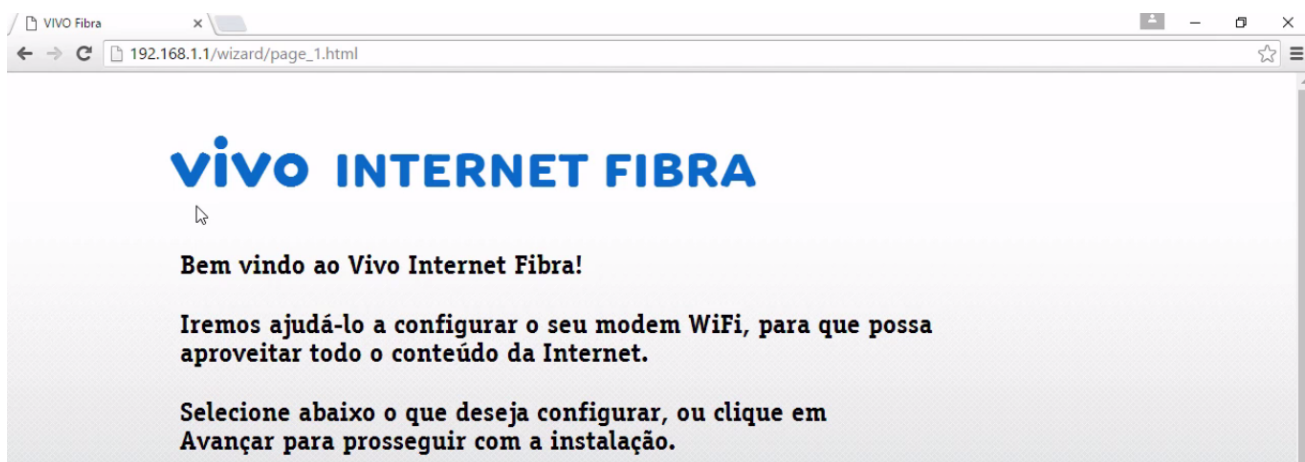 VIVO Fibra
192.168.1.1/wizard/page_1.html
vivo INTERNET FIBRA
Bem vindo ao Vivo Internet Fibra!
Iremos ajudá-lo a configurar o seu modem WiFi, para que possa
aproveitar todo o conteúdo da Internet.
Selecione abaixo o que deseja configurar, ou clique em
Avançar para prosseguir com a instalação.